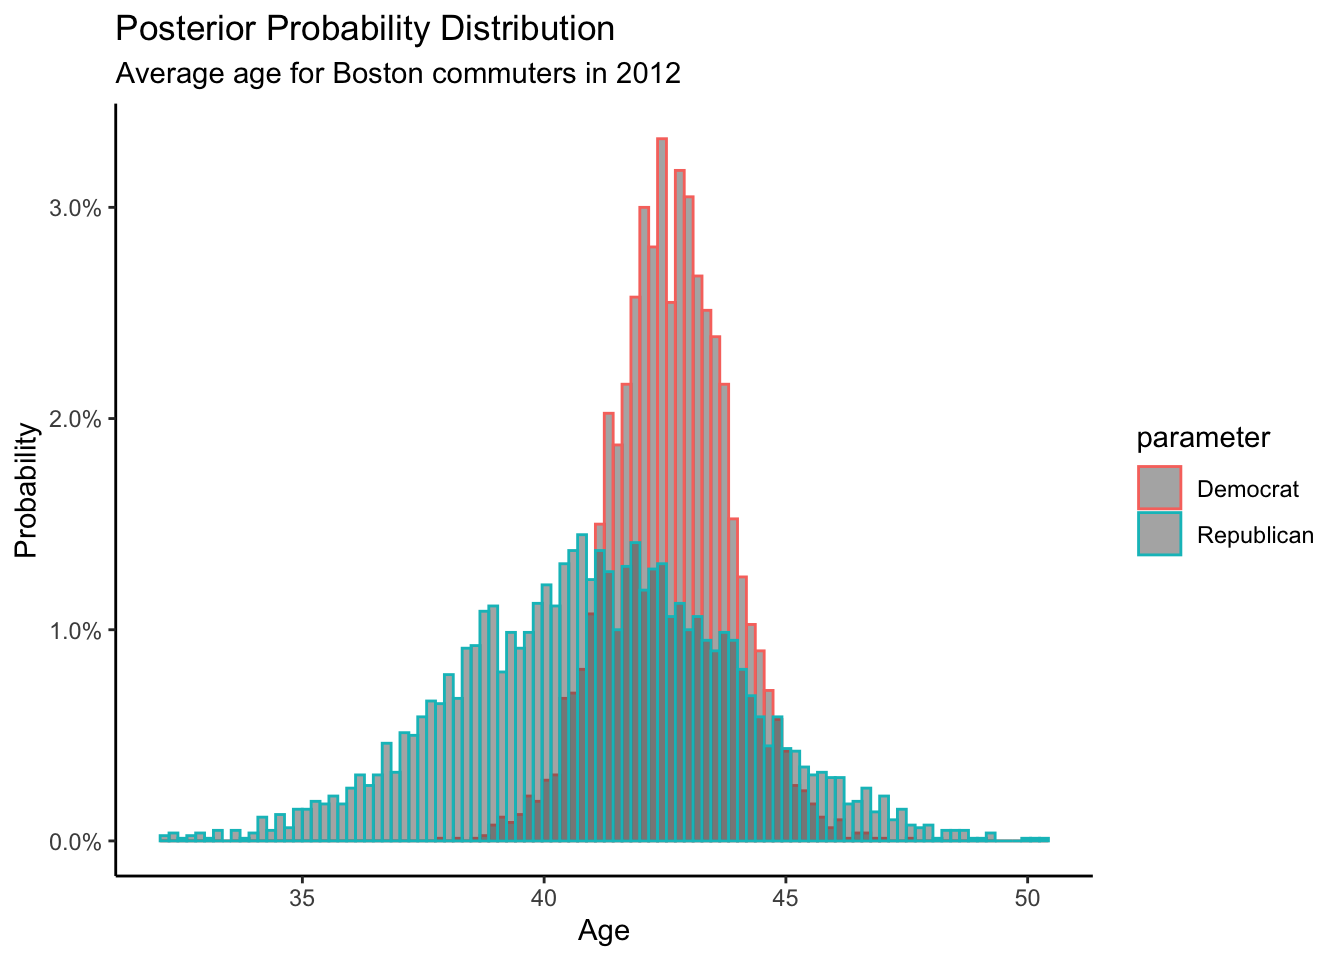 Posterior Probability Distribution
Average age for Boston commuters in 2012
Probability
3.0%
2.0%
1.0%
0.0%
35
40
45
50
Age
parameter
Democrat
Republican